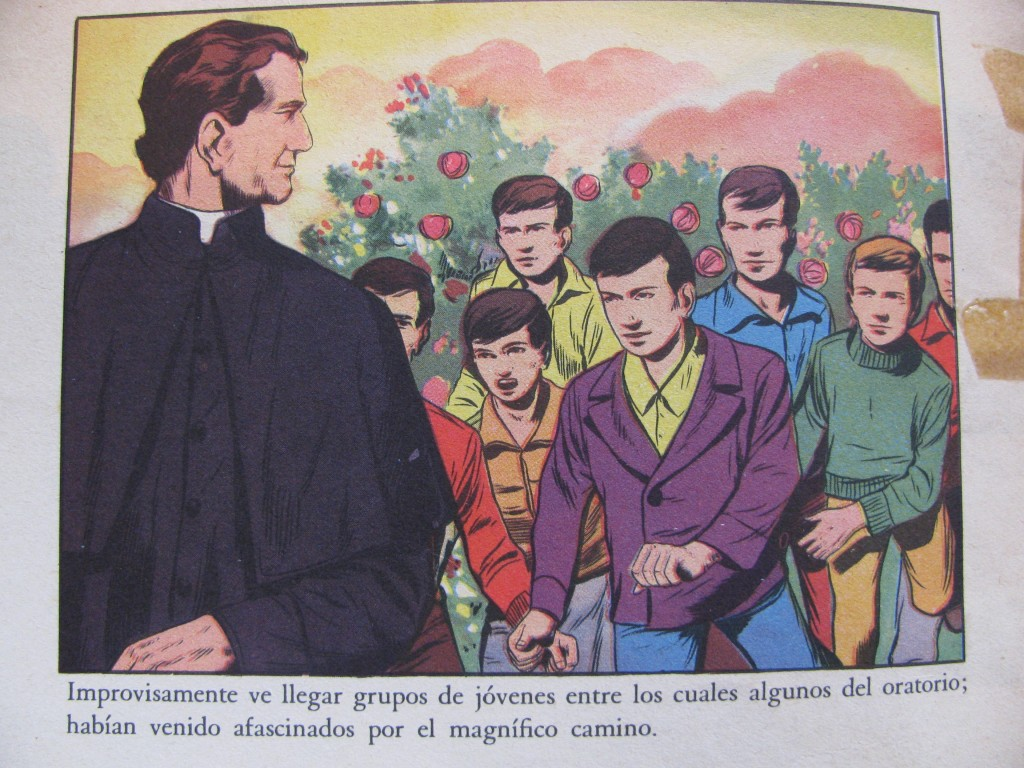 Improvisamente ve llegar grupos de jóvenes entre los cuales algunos del oratorio;
habían venido afascinados por el magnífico camino.